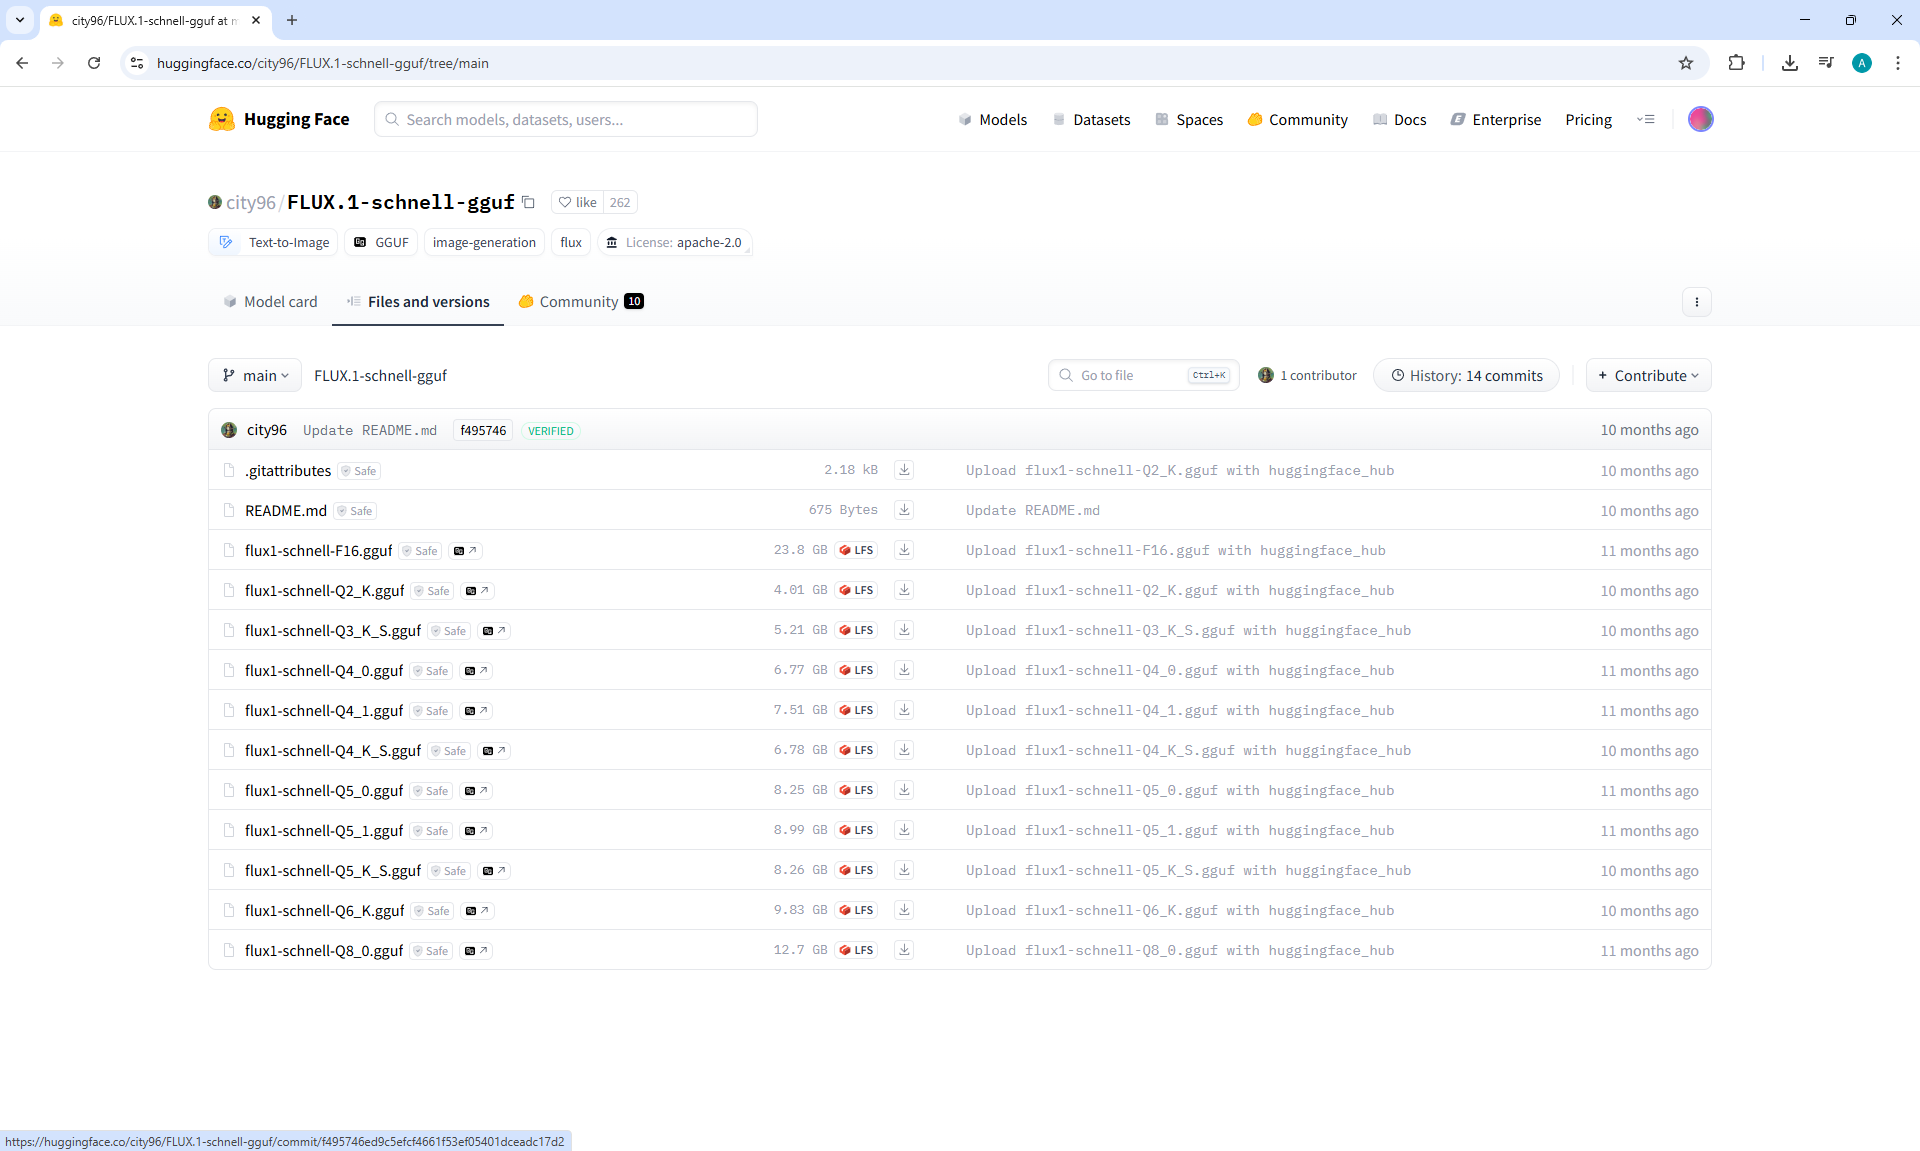 city96/FLUX.1-schnell-gguf at m
huggingface.co/city96/FLUX.1-schnell-gguf/tree/main
A
Hugging Face
Search models, datasets, users...
Models
Datasets
Spaces
Community
Docs
Enterprise
Pricing
city96/FLUX.1-schnell-gguf
like 262
Text-to-Image
GGUF
image-generation
flux
License: apache-2.0
Model card
Files and versions
Community 10
main
FLUX.1-schnell-gguf
Go to file Ctrl+K
1 contributor
History: 14 commits
+ Contribute
city96 Update README.md f495746 VERIFIED 10 months ago
.gitattributes Safe 2.18 kB Upload flux1-schnell-Q2_K.gguf with huggingface_hub 10 months ago
README.md Safe 675 Bytes Update README.md 10 months ago
flux1-schnell-F16.gguf Safe 23.8 GB LFS Upload flux1-schnell-F16.gguf with huggingface_hub 11 months ago
flux1-schnell-Q2_K.gguf Safe 4.01 GB LFS Upload flux1-schnell-Q2_K.gguf with huggingface_hub 10 months ago
flux1-schnell-Q3_K_S.gguf Safe 5.21 GB LFS Upload flux1-schnell-Q3_K_S.gguf with huggingface_hub 10 months ago
flux1-schnell-Q4_0.gguf Safe 6.77 GB LFS Upload flux1-schnell-Q4_0.gguf with huggingface_hub 11 months ago
flux1-schnell-Q4_1.gguf Safe 7.51 GB LFS Upload flux1-schnell-Q4_1.gguf with huggingface_hub 11 months ago
flux1-schnell-Q4_K_S.gguf Safe 6.78 GB LFS Upload flux1-schnell-Q4_K_S.gguf with huggingface_hub 10 months ago
flux1-schnell-Q5_0.gguf Safe 8.25 GB LFS Upload flux1-schnell-Q5_0.gguf with huggingface_hub 11 months ago
flux1-schnell-Q5_1.gguf Safe 8.99 GB LFS Upload flux1-schnell-Q5_1.gguf with huggingface_hub 11 months ago
flux1-schnell-Q5_K_S.gguf Safe 8.26 GB LFS Upload flux1-schnell-Q5_K_S.gguf with huggingface_hub 10 months ago
flux1-schnell-Q6_K.gguf Safe 9.83 GB LFS Upload flux1-schnell-Q6_K.gguf with huggingface_hub 10 months ago
flux1-schnell-Q8_0.gguf Safe 12.7 GB LFS Upload flux1-schnell-Q8_0.gguf with huggingface_hub 11 months ago
https://huggingface.co/city96/FLUX.1-schnell-gguf/commit/f495746ed9c5efcf4661f53ef05401dceadc17d2